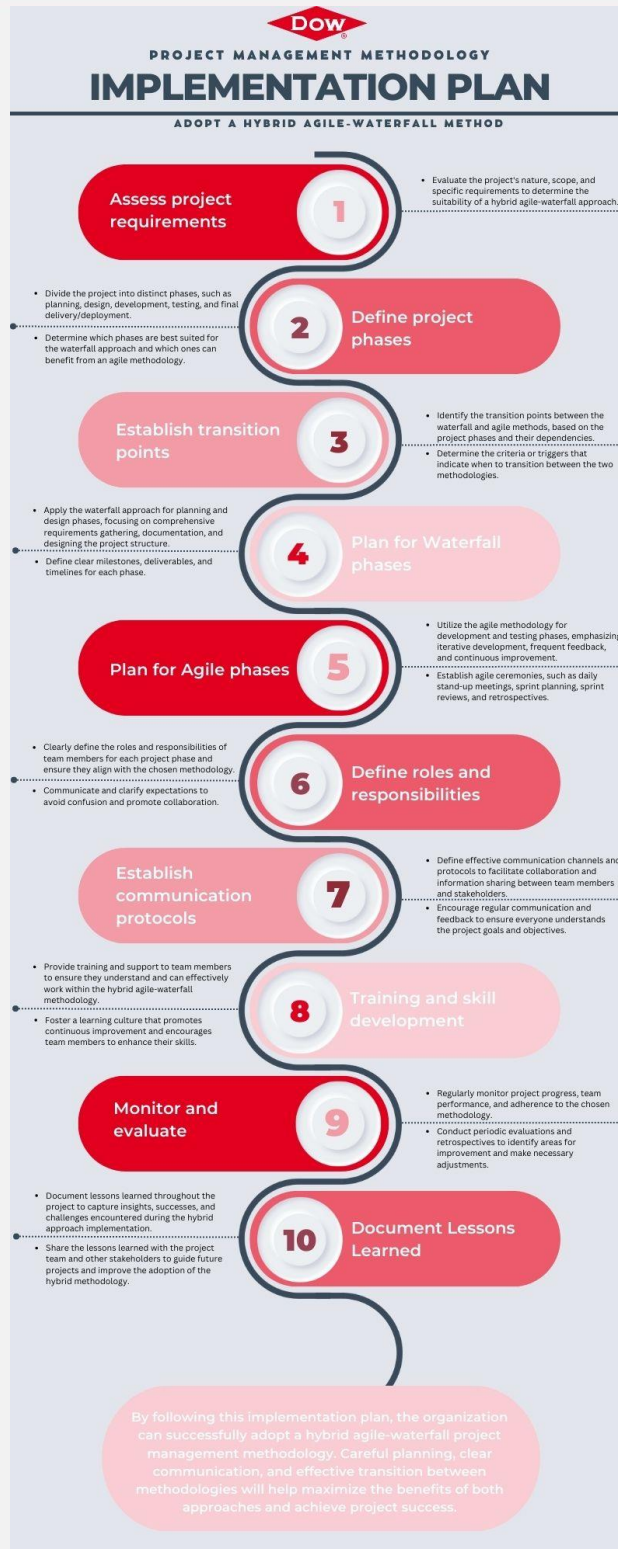 Dow
PROJECT MANAGEMENT METHODOLOGY
IMPLEMENTATION PLAN
ADOPT A HYBRID AGILE-WATERFALL METHOD
Assess project
requirements
1
• Evaluate the project's nature, scope, and
specific requirements to determine the
suitability of a hybrid agile-waterfall approach.
• Divide the project into distinct phases, such as
planning, design, development, testing, and final
delivery/deployment.
• Determine which phases are best suited for
the waterfall approach and which ones can
benefit from an agile methodology.
2
Define project
phases
Establish transition
points
3
• Identify the transition points between the
waterfall and agile methods, based on the
project phases and their dependencies.
• Determine the criteria or triggers that
indicate when to transition between the two
methodologies.
• Apply the waterfall approach for planning and
design phases, focusing on comprehensive
requirements gathering, documentation, and
designing the project structure.
• Define clear milestones, deliverables, and
timelines for each phase.
4
Plan for Waterfall
phases
Plan for Agile phases
5
• Utilize the agile methodology for
development and testing phases, emphasizing
iterative development, frequent feedback,
and continuous improvement.
• Establish agile ceremonies, such as daily
stand-up meetings, sprint planning, sprint
reviews, and retrospectives.
• Clearly define the roles and responsibilities of
team members for each project phase and
ensure they align with the chosen methodology.
• Communicate and clarify expectations to
avoid confusion and promote collaboration.
6
Define roles and
responsibilities
Establish
communication
protocols
7
• Define effective communication channels and
protocols to facilitate collaboration and
information sharing between team members
and stakeholders.
• Encourage regular communication and
feedback to ensure everyone understands
the project goals and objectives.
• Provide training and support to team members
to ensure they understand and can effectively
work within the hybrid agile-waterfall
methodology.
• Foster a learning culture that promotes
continuous improvement and encourages
team members to enhance their skills.
8
Training and skill
development
Monitor and
evaluate
9
• Regularly monitor project progress, team
performance, and adherence to the chosen
methodology.
• Conduct periodic evaluations and
retrospectives to identify areas for
improvement and make necessary
adjustments.
• Document lessons learned throughout the
project to capture insights, successes, and
challenges encountered during the hybrid
approach implementation.
• Share the lessons learned with the project
team and other stakeholders to guide future
projects and improve the adoption of the
hybrid methodology.
10
Document Lessons
Learned
By following this implementation plan, the organization
can successfully adopt a hybrid agile-waterfall project
management methodology. Careful planning, clear
communication, and effective transition between
methodologies will help maximize the benefits of both
approaches and achieve project success.